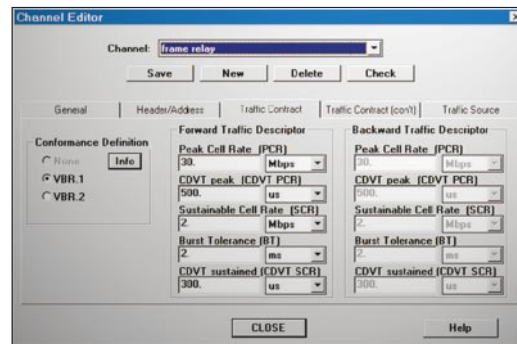 Channel Editor
Channel: frame relay
Save New Delete Check
General Header/Address Traffic Contract Traffic Contract (con't) Traffic Source
Conformance Definition
None Info
VBR.1
VBR.2
Forward Traffic Descriptor
Peak Cell Rate (PCR)
30. Mbps
CDVT peak (CDVT PCR)
500. us
Sustainable Cell Rate (SCR)
2. Mbps
Burst Tolerance (BT)
2. ms
CDVT sustained (CDVT SCR)
300. us
Backward Traffic Descriptor
Peak Cell Rate (PCR)
30. Mbps
CDVT peak (CDVT PCR)
500. us
Sustainable Cell Rate (SCR)
2. Mbps
Burst Tolerance (BT)
2. ms
CDVT sustained (CDVT SCR)
300. us
CLOSE Help